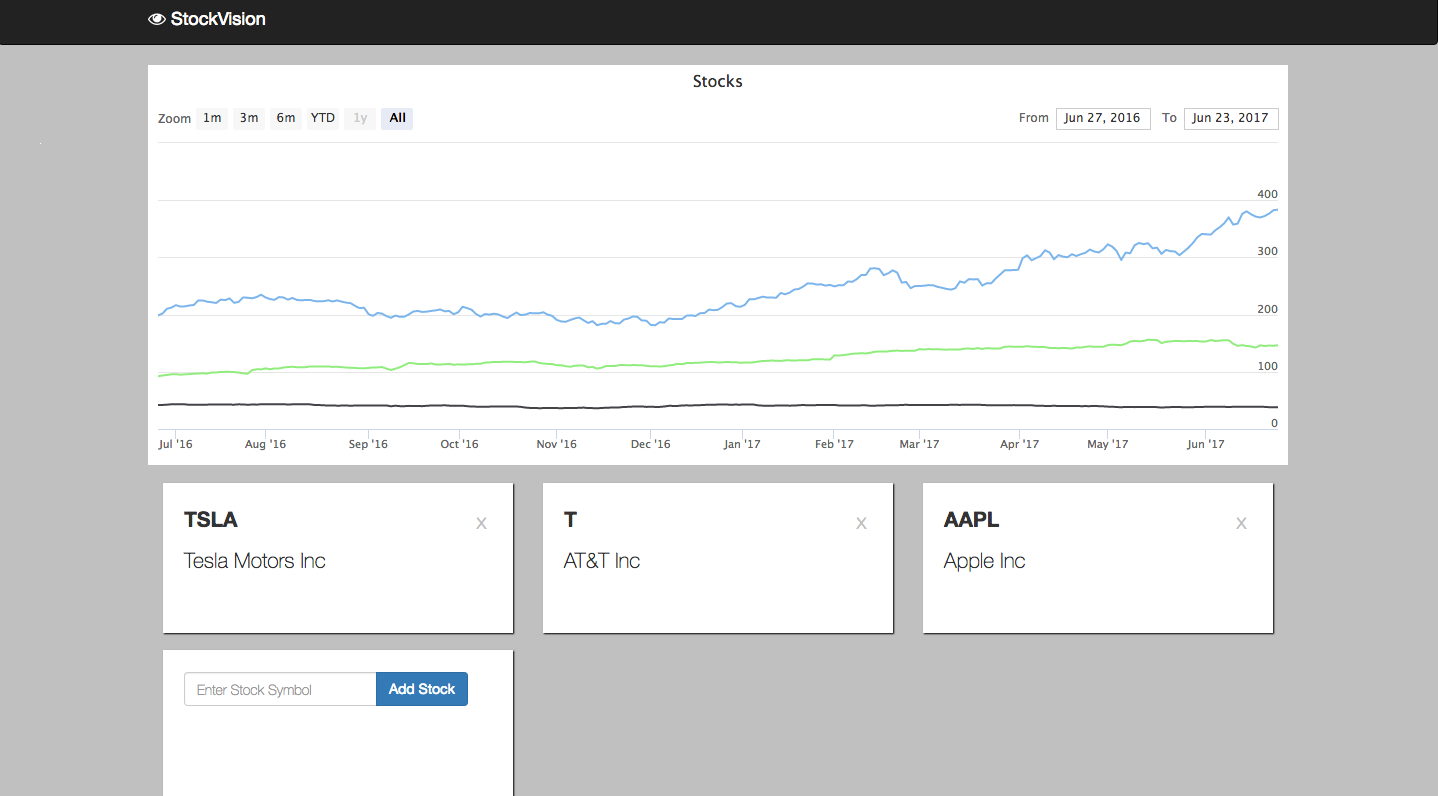 StockVision
Stocks
Zoom 1m 3m 6m YTD 1y All From Jun 27, 2016 To Jun 23, 2017
400
300
200
100
0
Jul '16 Aug '16 Sep '16 Oct '16 Nov '16 Dec '16 Jan '17 Feb '17 Mar '17 Apr '17 May '17 Jun '17
TSLA x T x AAPL x
Tesla Motors Inc AT&T Inc Apple Inc
Enter Stock Symbol Add Stock